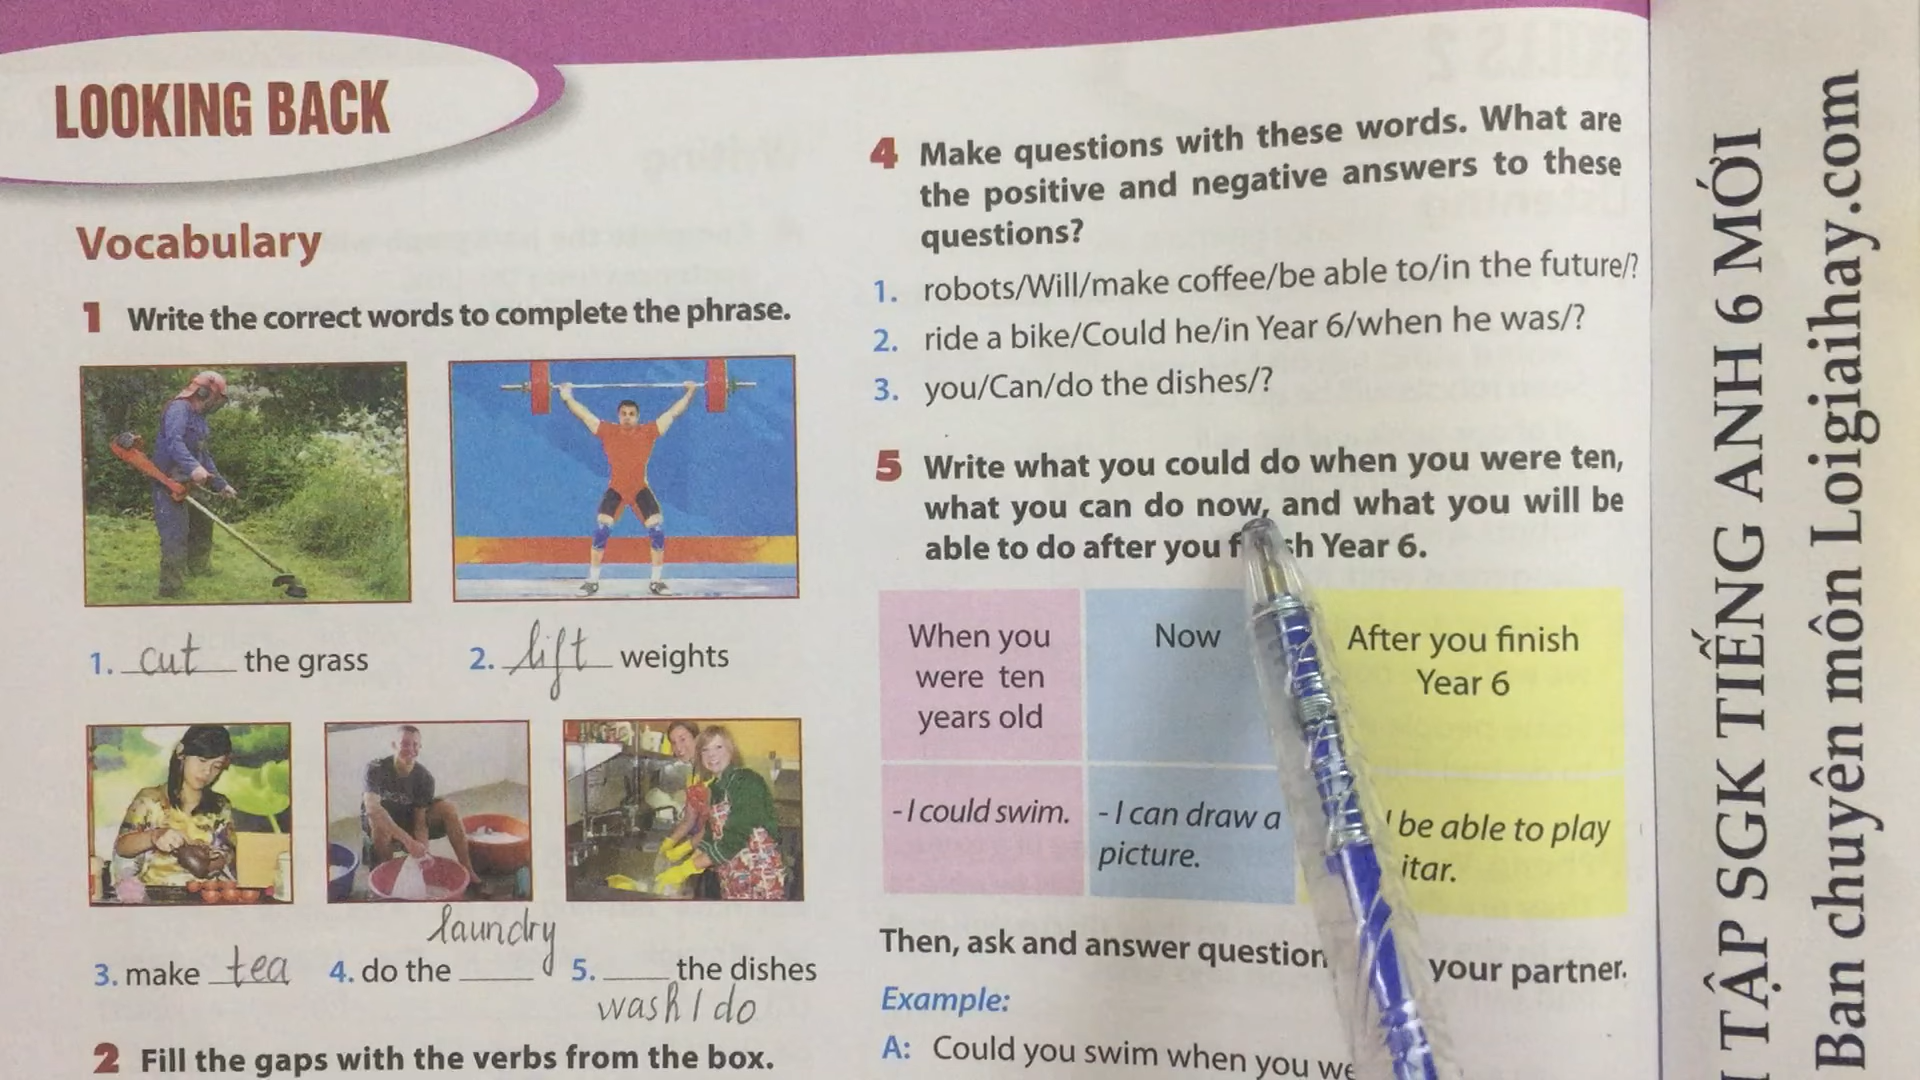 LOOKING BACK
Vocabulary
1 Write the correct words to complete the phrase.
1. cut the grass
2. lift weights
3. make tea
4. do the laundry
5. wash / do the dishes
2 Fill the gaps with the verbs from the box.
4 Make questions with these words. What are
the positive and negative answers to these
questions?
1. robots/Will/make coffee/be able to/in the future/?
2. ride a bike/Could he/in Year 6/when he was/?
3. you/Can/do the dishes/?
5 Write what you could do when you were ten,
what you can do now, and what you will be
able to do after you Year 6.
When you
were ten
years old
Now
After you finish
Year 6
- I could swim.
- I can draw a
picture.
be able to play
Then, ask and answer your partner.
Example:
A: Could you swim when you
TẬP SGK TIẾNG ANH 6 MỚI
Ban chuyên môn Loigiaihay.com